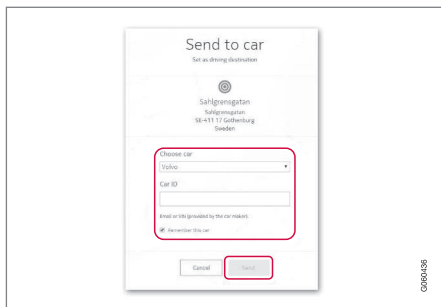 Send to car
Set as driving destination
Sahlgrensgatan
Sahlgrensgatan
SE-411 17 Gothenburg
Sweden
Choose car
Volvo
Car ID
Email or VIN (provided by the car maker)
Remember this car
Cancel
Send
G060436